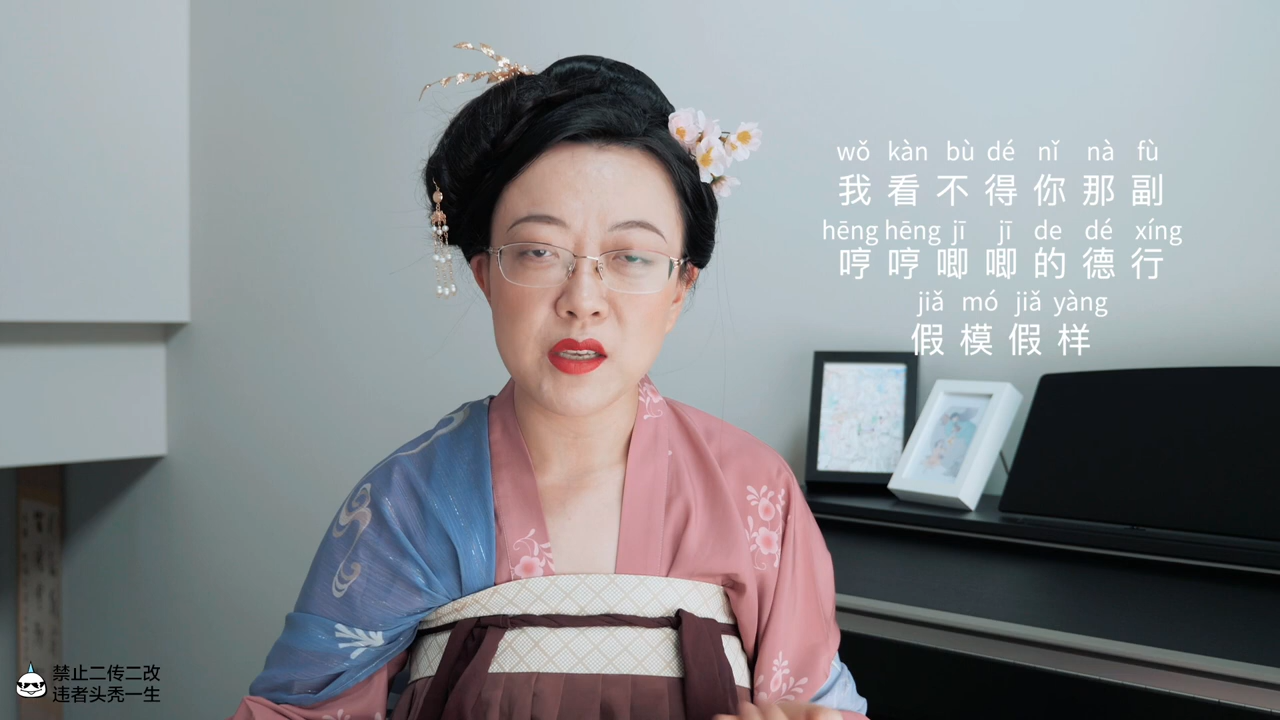 wǒ kàn bù dé nǐ nà fù
我看不得你那副
hēng hēng jī jī de dé xíng
哼哼唧唧的德行
jiǎ mó jiǎ yàng
假模假样
禁止二传二改
违者头秃一生